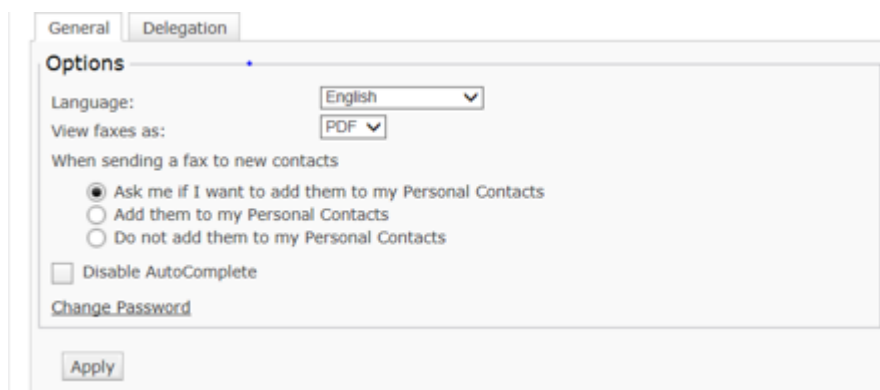 General Delegation
Options
Language: English
View faxes as: PDF
When sending a fax to new contacts
Ask me if I want to add them to my Personal Contacts
Add them to my Personal Contacts
Do not add them to my Personal Contacts
Disable AutoComplete
Change Password
Apply